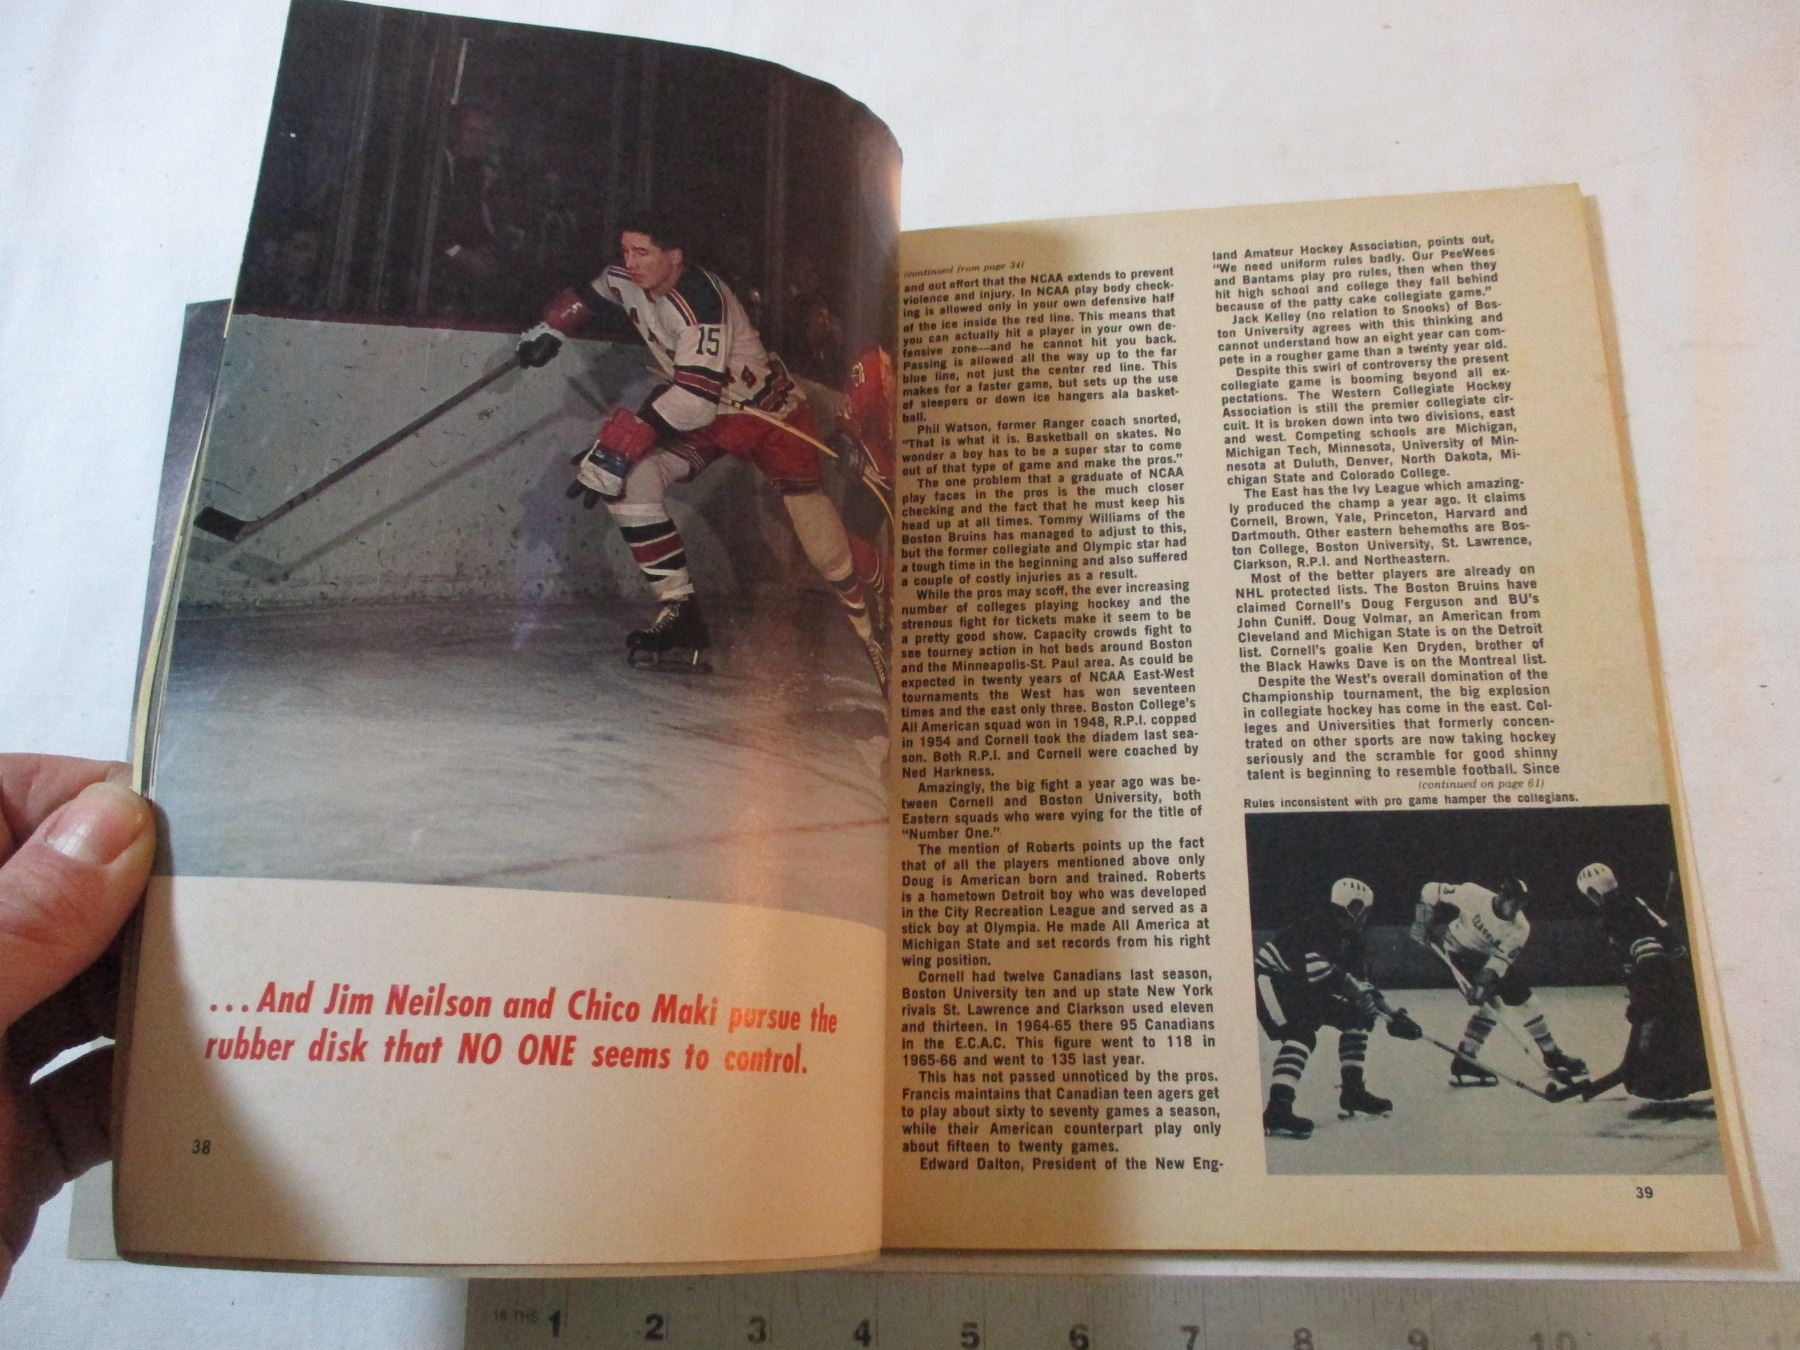 15
...And Jim Neilson and Chico Maki pursue the
rubber disk that NO ONE seems to control.
38
(continued from page 34)
and out effort that the NCAA extends to prevent
violence and injury. In NCAA play body check-
ing is allowed only in your own defensive half
of the ice inside the red line. This means that
you can actually hit a player in your own de-
fensive zone—and he cannot hit you back.
Passing is allowed all the way up to the far
blue line, not just the center red line. This
makes for a faster game, but sets up the use
of sleepers or down ice hangers ala basket-
ball.
Phil Watson, former Ranger coach snorted,
"That is what it is. Basketball on skates. No
wonder a boy has to be a super star to come
out of that type of game and make the pros."
The one problem that a graduate of NCAA
play faces in the pros is the much closer
checking and the fact that he must keep his
head up at all times. Tommy Williams of the
Boston Bruins has managed to adjust to this,
but the former collegiate and Olympic star had
a tough time in the beginning and also suffered
a couple of costly injuries as a result.
While the pros may scoff, the ever increasing
number of colleges playing hockey and the
strenous fight for tickets make it seem to be
a pretty good show. Capacity crowds fight to
see tourney action in hot beds around Boston
and the Minneapolis-St. Paul area. As could be
expected in twenty years of NCAA East-West
tournaments the West has won seventeen
times and the east only three. Boston College's
All American squad won in 1948, R.P.I. copped
in 1954 and Cornell took the diadem last sea-
son. Both R.P.I. and Cornell were coached by
Ned Harkness.
Amazingly, the big fight a year ago was be-
tween Cornell and Boston University, both
Eastern squads who were vying for the title of
"Number One."
The mention of Roberts points up the fact
that of all the players mentioned above only
Doug is American born and trained. Roberts
is a hometown Detroit boy who was developed
in the City Recreation League and served as a
stick boy at Olympia. He made All America at
Michigan State and set records from his right
wing position.
Cornell had twelve Canadians last season,
Boston University ten and up state New York
rivals St. Lawrence and Clarkson used eleven
and thirteen. In 1964-65 there 95 Canadians
in the E.C.A.C. This figure went to 118 in
1965-66 and went to 135 last year.
This has not passed unnoticed by the pros.
Francis maintains that Canadian teen agers get
to play about sixty to seventy games a season,
while their American counterpart play only
about fifteen to twenty games.
Edward Dalton, President of the New Eng-
land Amateur Hockey Association, points out,
"We need uniform rules badly. Our PeeWees
and Bantams play pro rules, then when they
hit high school and college they fall behind
because of the patty cake collegiate game."
Jack Kelley (no relation to Snooks) of Bos-
ton University agrees with this thinking and
cannot understand how an eight year can com-
pete in a rougher game than a twenty year old.
Despite this swirl of controversy the present
collegiate game is booming beyond all ex-
pectations. The Western Collegiate Hockey
Association is still the premier collegiate cir-
cuit. It is broken down into two divisions, east
and west. Competing schools are Michigan,
Michigan Tech, Minnesota, University of Min-
nesota at Duluth, Denver, North Dakota, Mi-
chigan State and Colorado College.
The East has the Ivy League which amazing-
ly produced the champ a year ago. It claims
Cornell, Brown, Yale, Princeton, Harvard and
Dartmouth. Other eastern behemoths are Bos-
ton College, Boston University, St. Lawrence,
Clarkson, R.P.I. and Northeastern.
Most of the better players are already on
NHL protected lists. The Boston Bruins have
claimed Cornell's Doug Ferguson and BU's
John Cuniff. Doug Volmar, an American from
Cleveland and Michigan State is on the Detroit
list. Cornell's goalie Ken Dryden, brother of
the Black Hawks Dave is on the Montreal list.
Despite the West's overall domination of the
Championship tournament, the big explosion
in collegiate hockey has come in the east. Col-
leges and Universities that formerly concen-
trated on other sports are now taking hockey
seriously and the scramble for good shinny
talent is beginning to resemble football. Since
(continued on page 61)
Rules inconsistent with pro game hamper the collegians.
39
16 THS 1 2 3 4 5 6 7 8 9 10 11